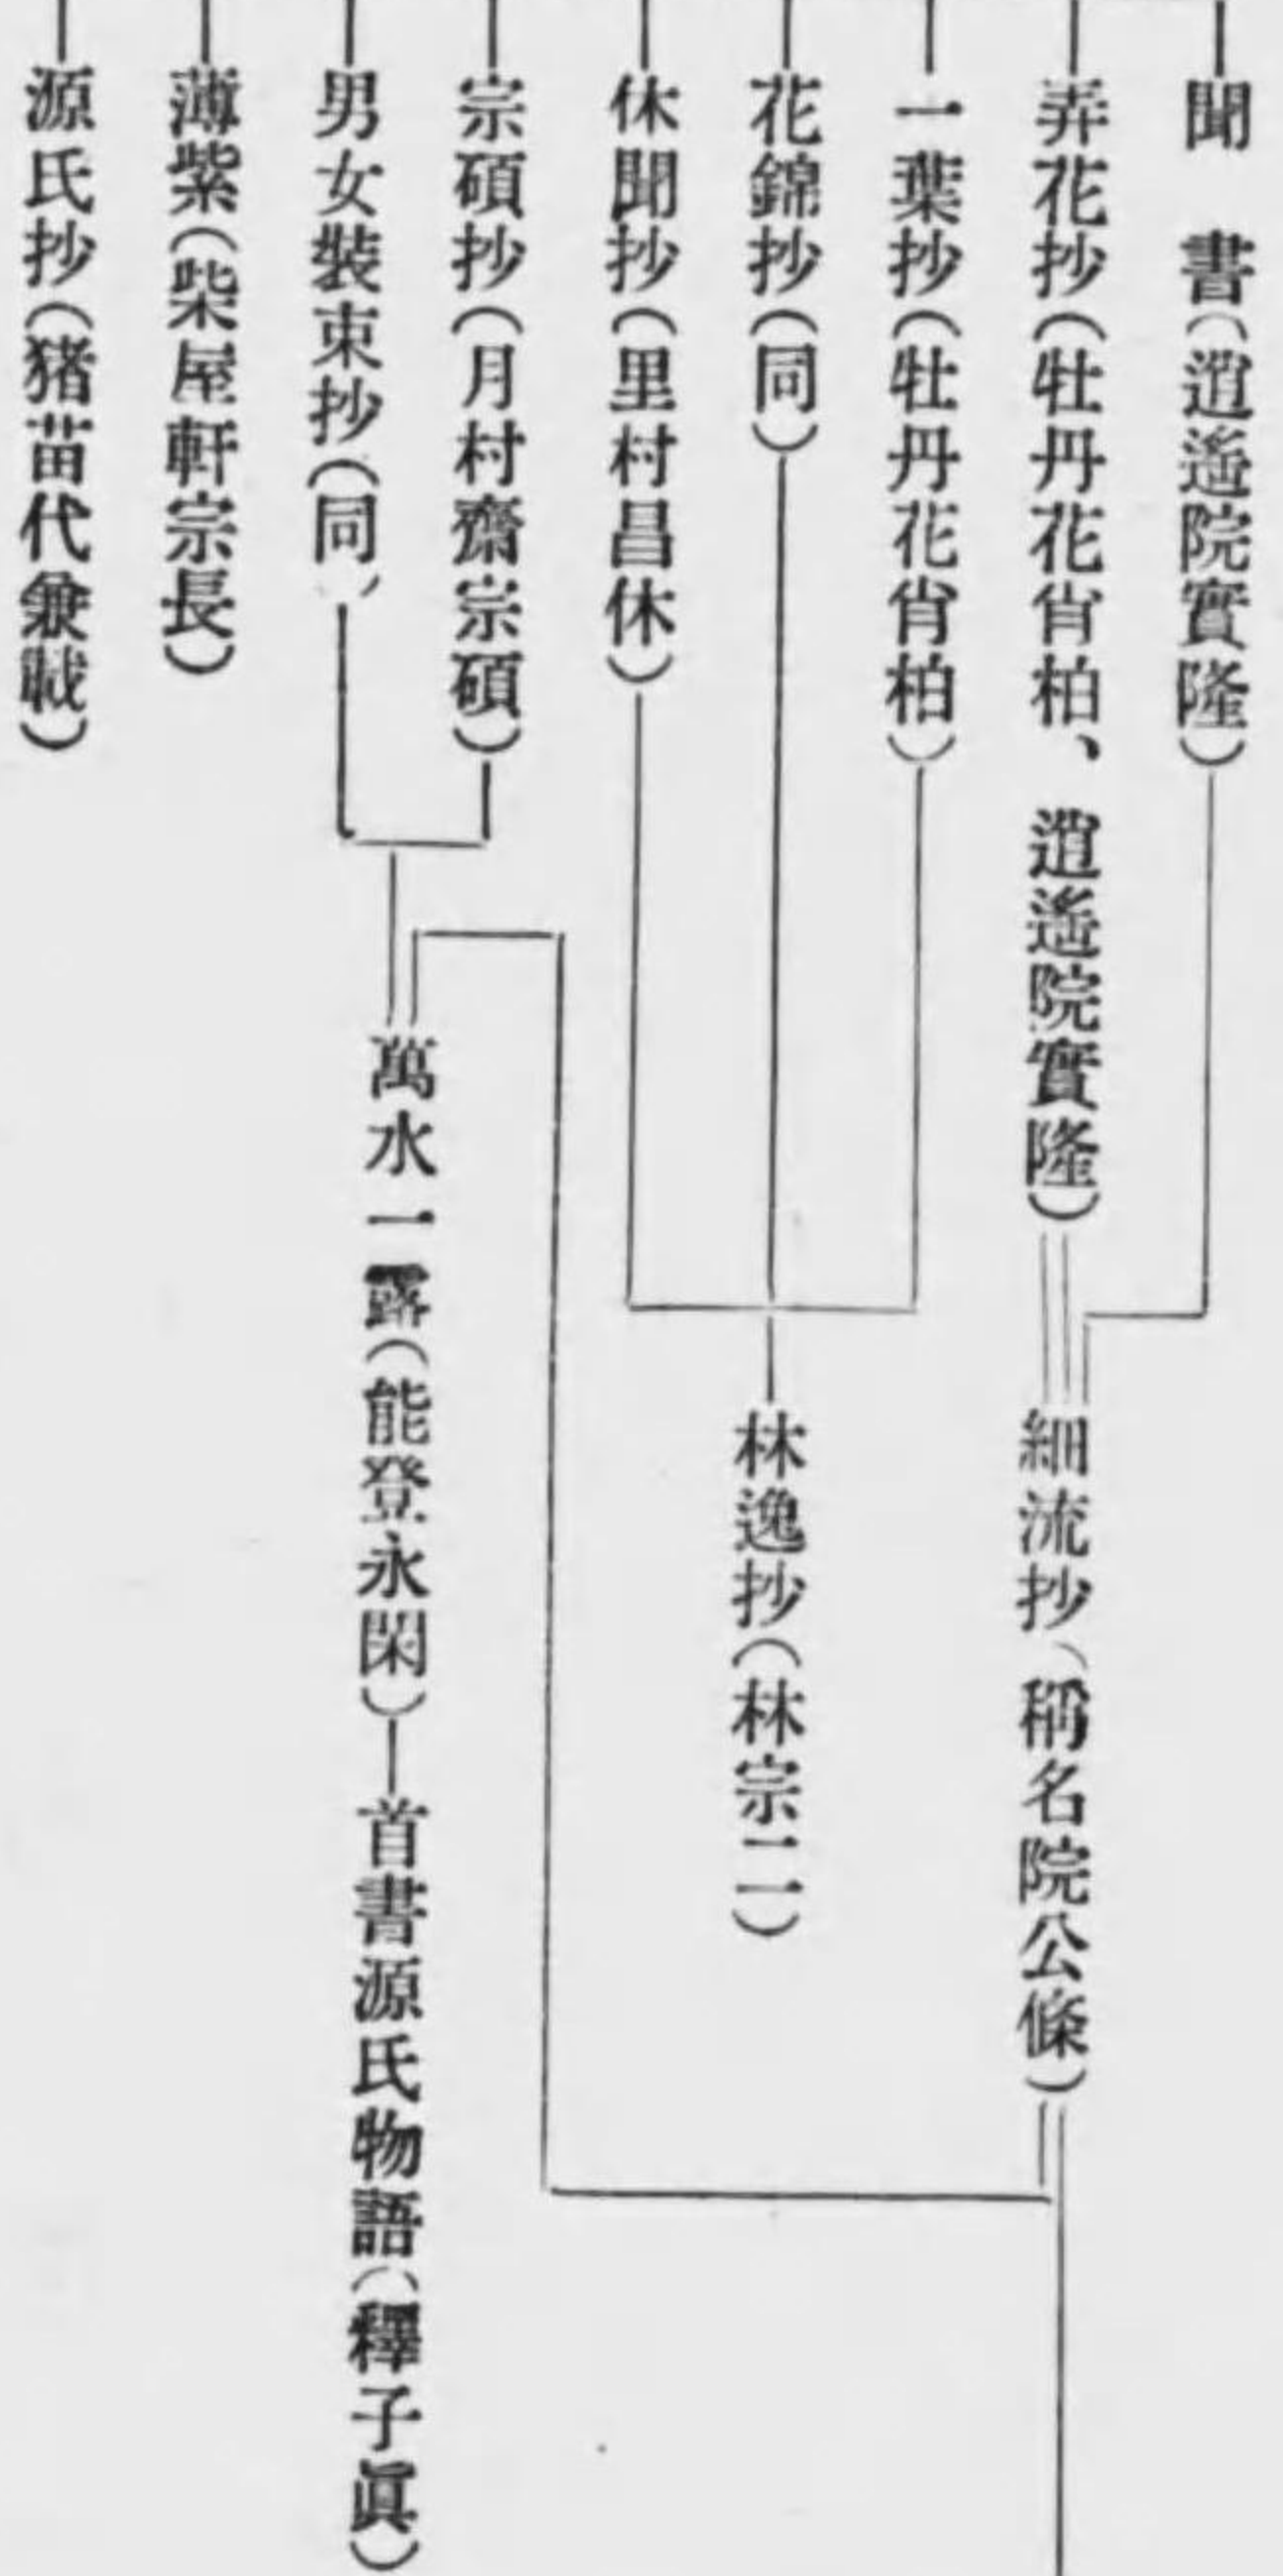 聞　書（逍遙院實隆）
弄花抄（牡丹花肖柏、逍遙院實隆）
細流抄（稱名院公條）
一葉抄（牡丹花肖柏）
花錦抄（同）
林逸抄（林宗二）
休聞抄（里村昌休）
宗碩抄（月村齋宗碩）
男女裝束抄（同）
萬水一露（能登永閑）
首書源氏物語（釋子眞）
薄紫（柴屋軒宗長）
源氏抄（猪苗代兼戟）